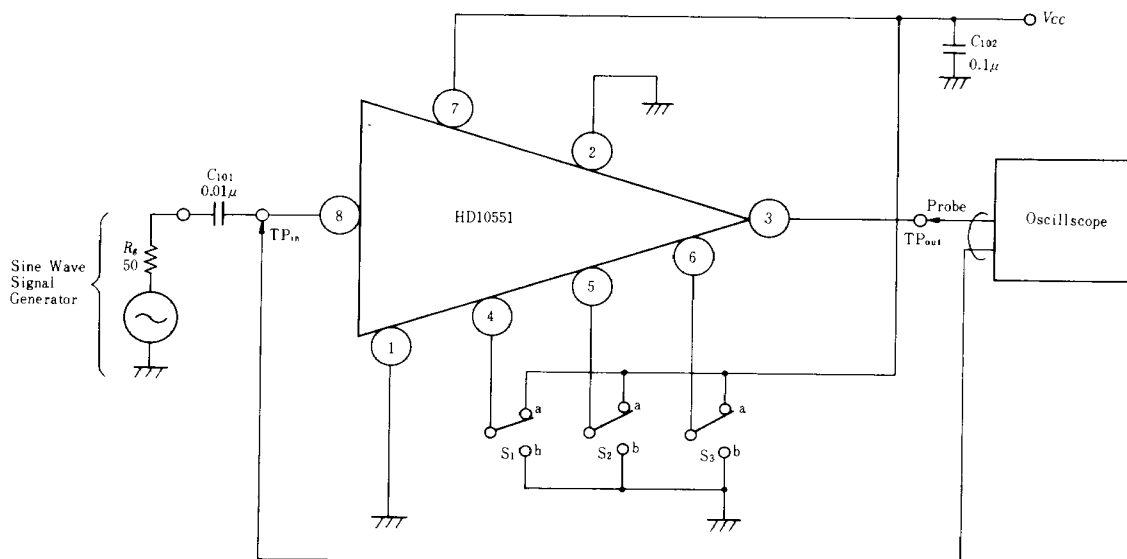 VCC
C102
0.1μ
7
2
C101
0.01μ
8
HD10551
3
Probe
Oscillscope
TPin
TPout
Rg
50
Sine Wave
Signal
Generator
6
5
4
1
a
a
a
S1
h
S2
b
S3
b